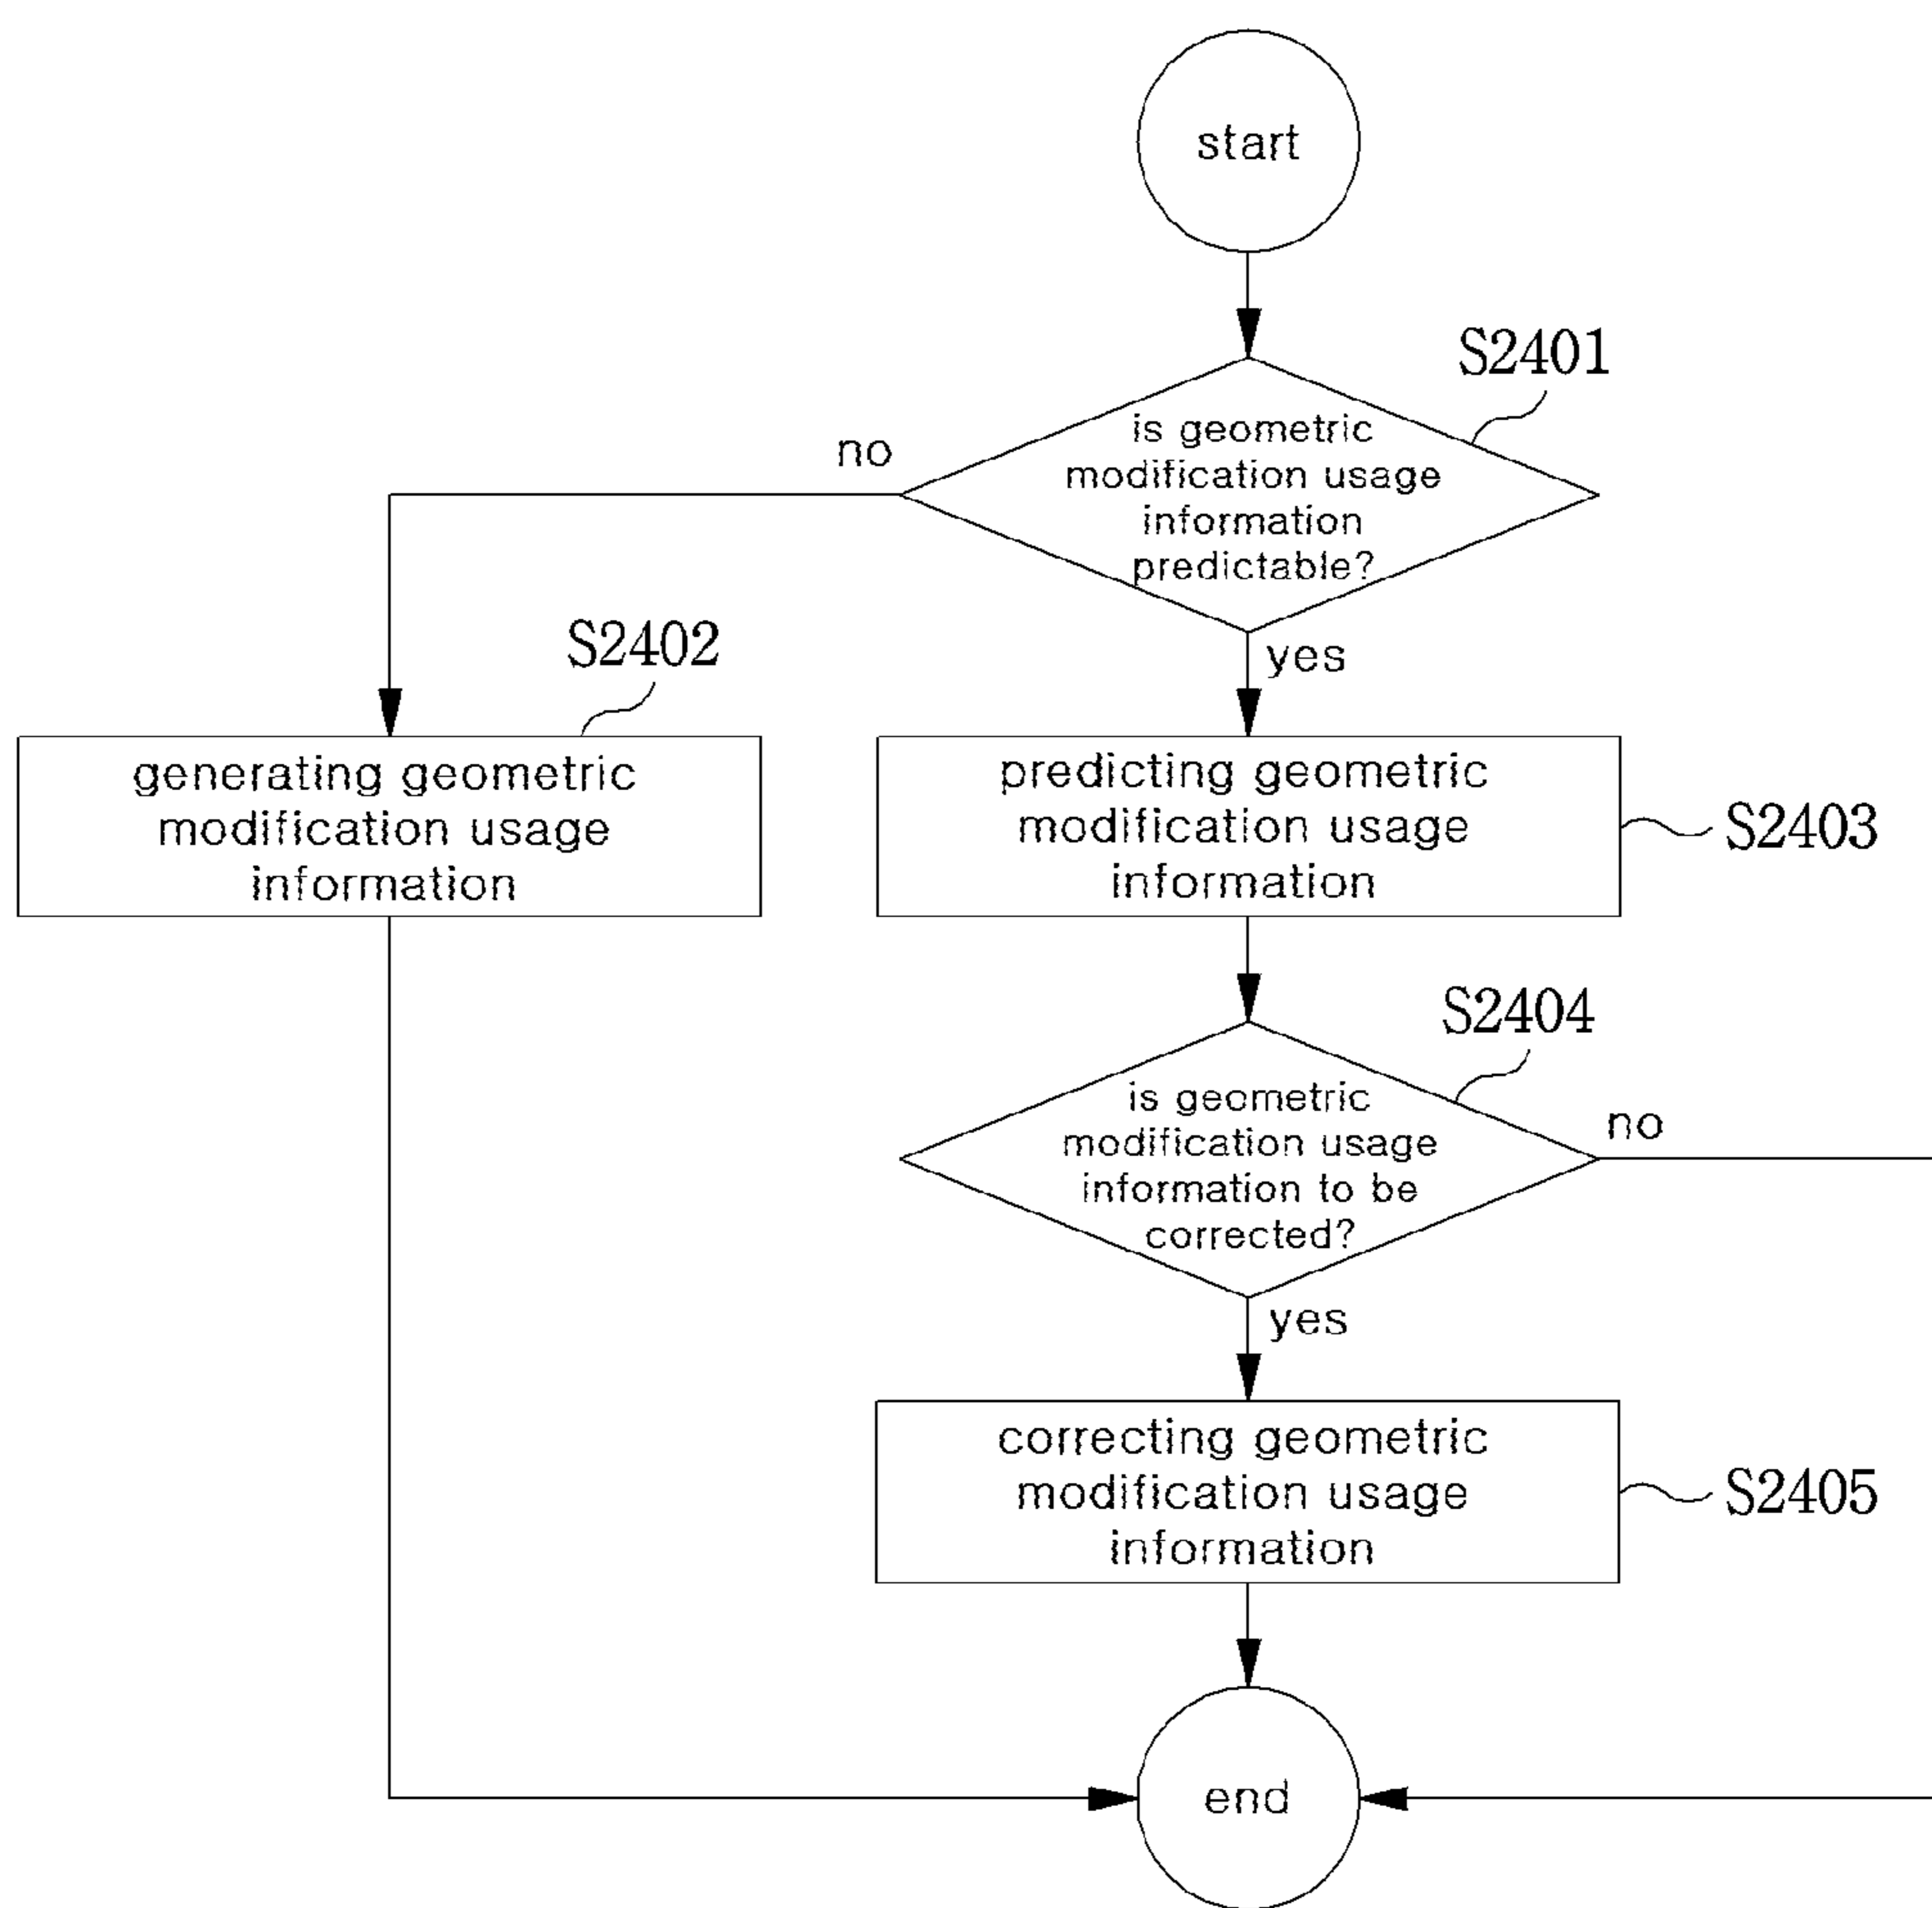 start
S2401
is geometric
modification usage
information
predictable?
no
yes
S2402
generating geometric
modification usage
information
predicting geometric
modification usage
information
S2403
S2404
is geometric
modification usage
information to be
corrected?
no
yes
correcting geometric
modification usage
information
S2405
end